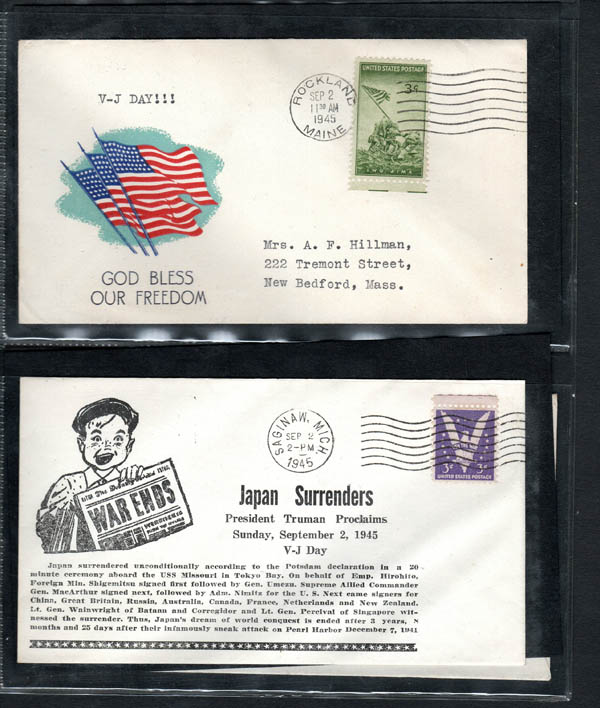 V-J DAY!!!
ROCKLAND
SEP 2
11 30 AM
1945
MAINE
UNITED STATES POSTAGE
3¢
GOD BLESS
OUR FREEDOM
Mrs. A. F. Hillman,
222 Tremont Street,
New Bedford, Mass.
WAR ENDS
SAGINAW, MICH.
SEP 2
2-PM
1945
3¢ 3¢
UNITED STATES POSTAGE
Japan Surrenders
President Truman Proclaims
Sunday, September 2, 1945
V-J Day
Japan surrendered unconditionally according to the Potsdam declaration in a 20
minute ceremony aboard the USS Missouri in Tokyo Bay. On behalf of Emp. Hirohito,
Foreign Min. Shigemitsu signed first followed by Gen. Umezu. Supreme Allied Commander
Gen. MacArthur signed next, followed by Adm. Nimitz for the U. S. Next came signers for
China, Great Britain, Russia, Australia, Canada, France, Netherlands and New Zealand.
Lt. Gen. Wainwright of Bataan and Corregidor and Lt. Gen. Percival of Singapore wit-
nessed the surrender. Thus, Japan's dream of world conquest is ended after 3 years, 8
months and 25 days after their infamously sneak attack on Pearl Harbor December 7, 1941